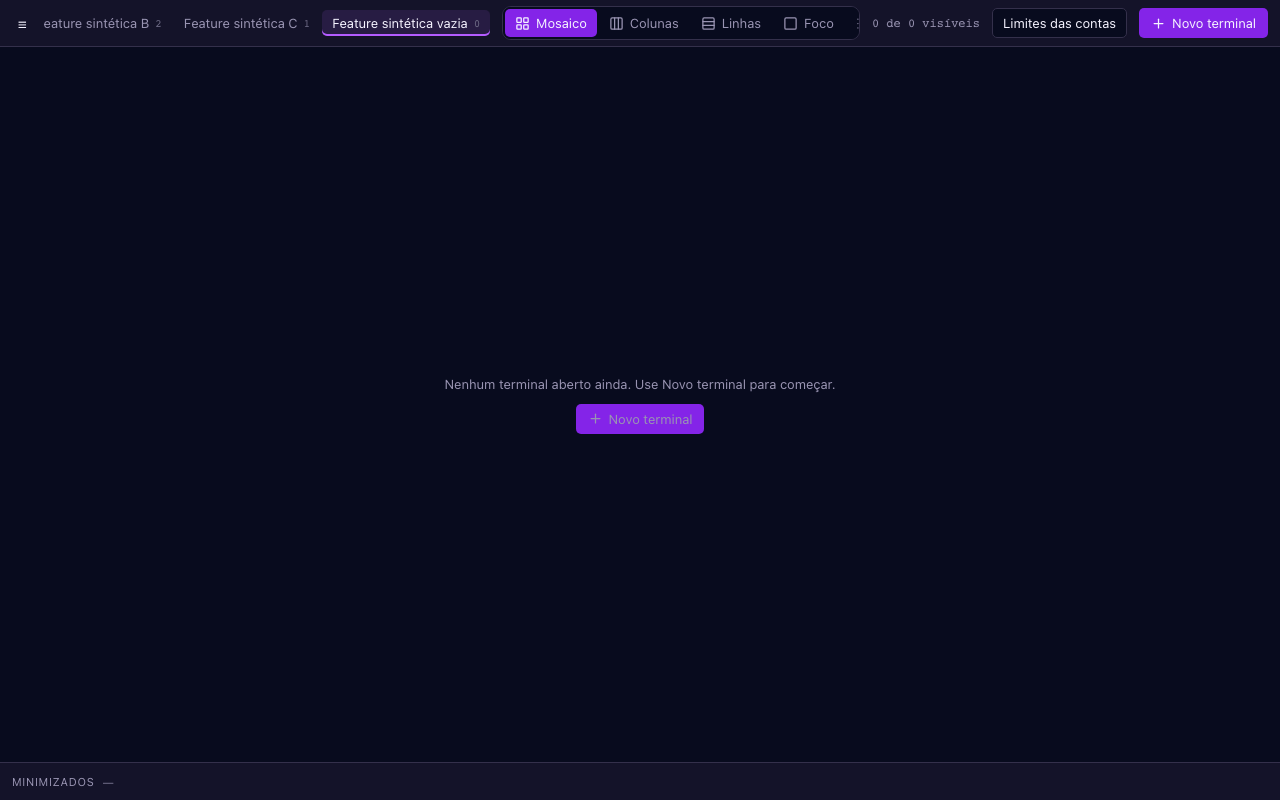 ≡ eature sintética B 2 Feature sintética C 1 Feature sintética vazia 0 Mosaico Colunas Linhas Foco 0 de 0 visíveis Limites das contas + Novo terminal
Nenhum terminal aberto ainda. Use Novo terminal para começar.
+ Novo terminal
MINIMIZADOS —